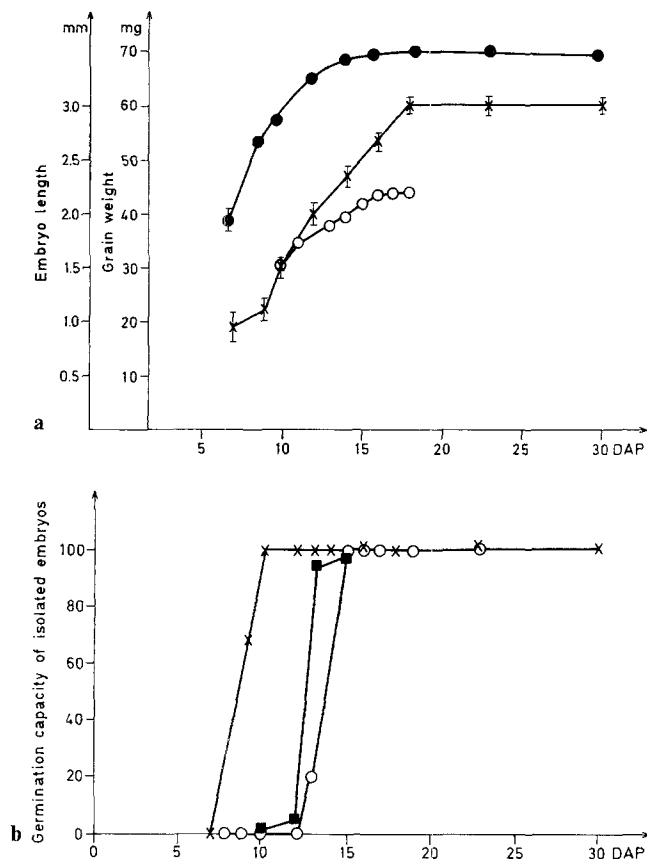 mm mg
70
3.0 60
2.5 50
2.0 40
1.5 30
1.0 20
0.5 10
Embryo length
Grain weight
a
5 10 15 20 25 30 DAP
Germination capacity of isolated embryos
100
80
60
40
20
0
b
0 5 10 15 20 25 30 DAP